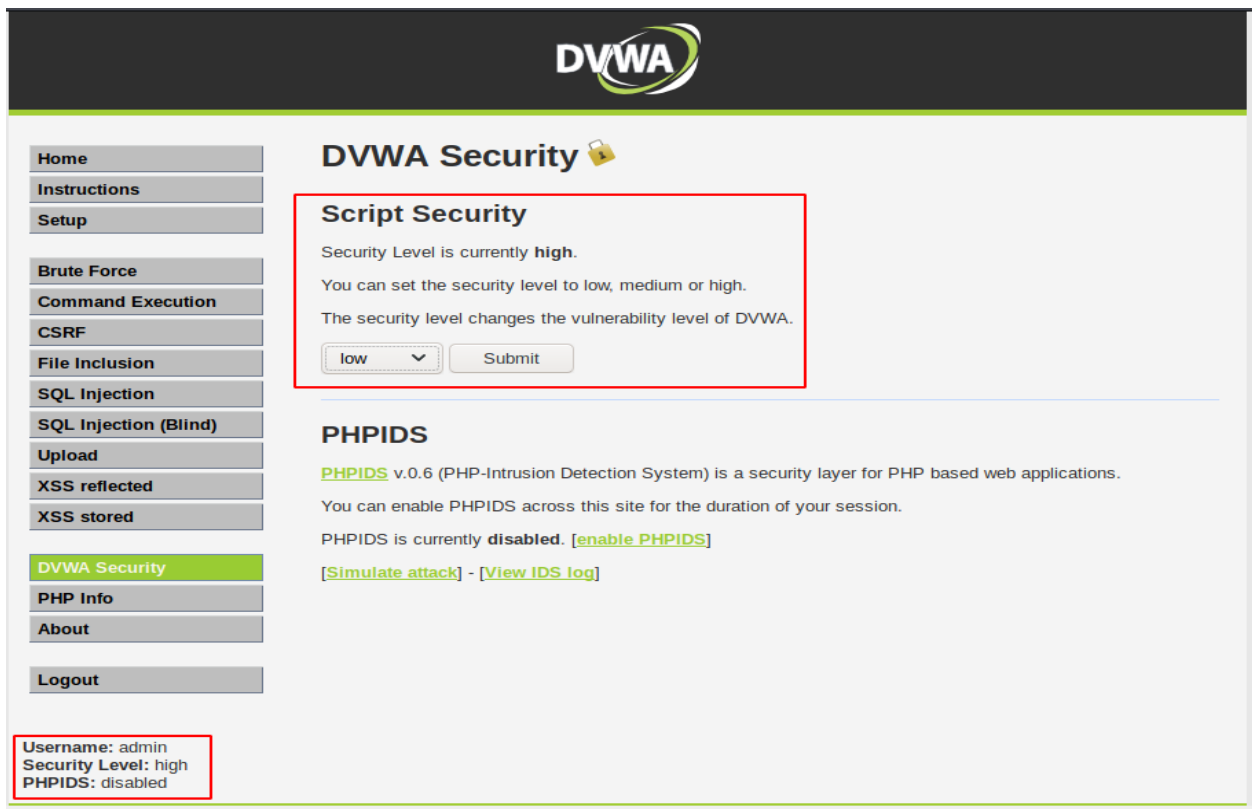 DVWA
Home
Instructions
Setup
Brute Force
Command Execution
CSRF
File Inclusion
SQL Injection
SQL Injection (Blind)
Upload
XSS reflected
XSS stored
DVWA Security
PHP Info
About
Logout
Username: admin
Security Level: high
PHPIDS: disabled
DVWA Security
Script Security
Security Level is currently high.
You can set the security level to low, medium or high.
The security level changes the vulnerability level of DVWA.
low Submit
PHPIDS
PHPIDS v.0.6 (PHP-Intrusion Detection System) is a security layer for PHP based web applications.
You can enable PHPIDS across this site for the duration of your session.
PHPIDS is currently disabled. [enable PHPIDS]
[Simulate attack] - [View IDS log]